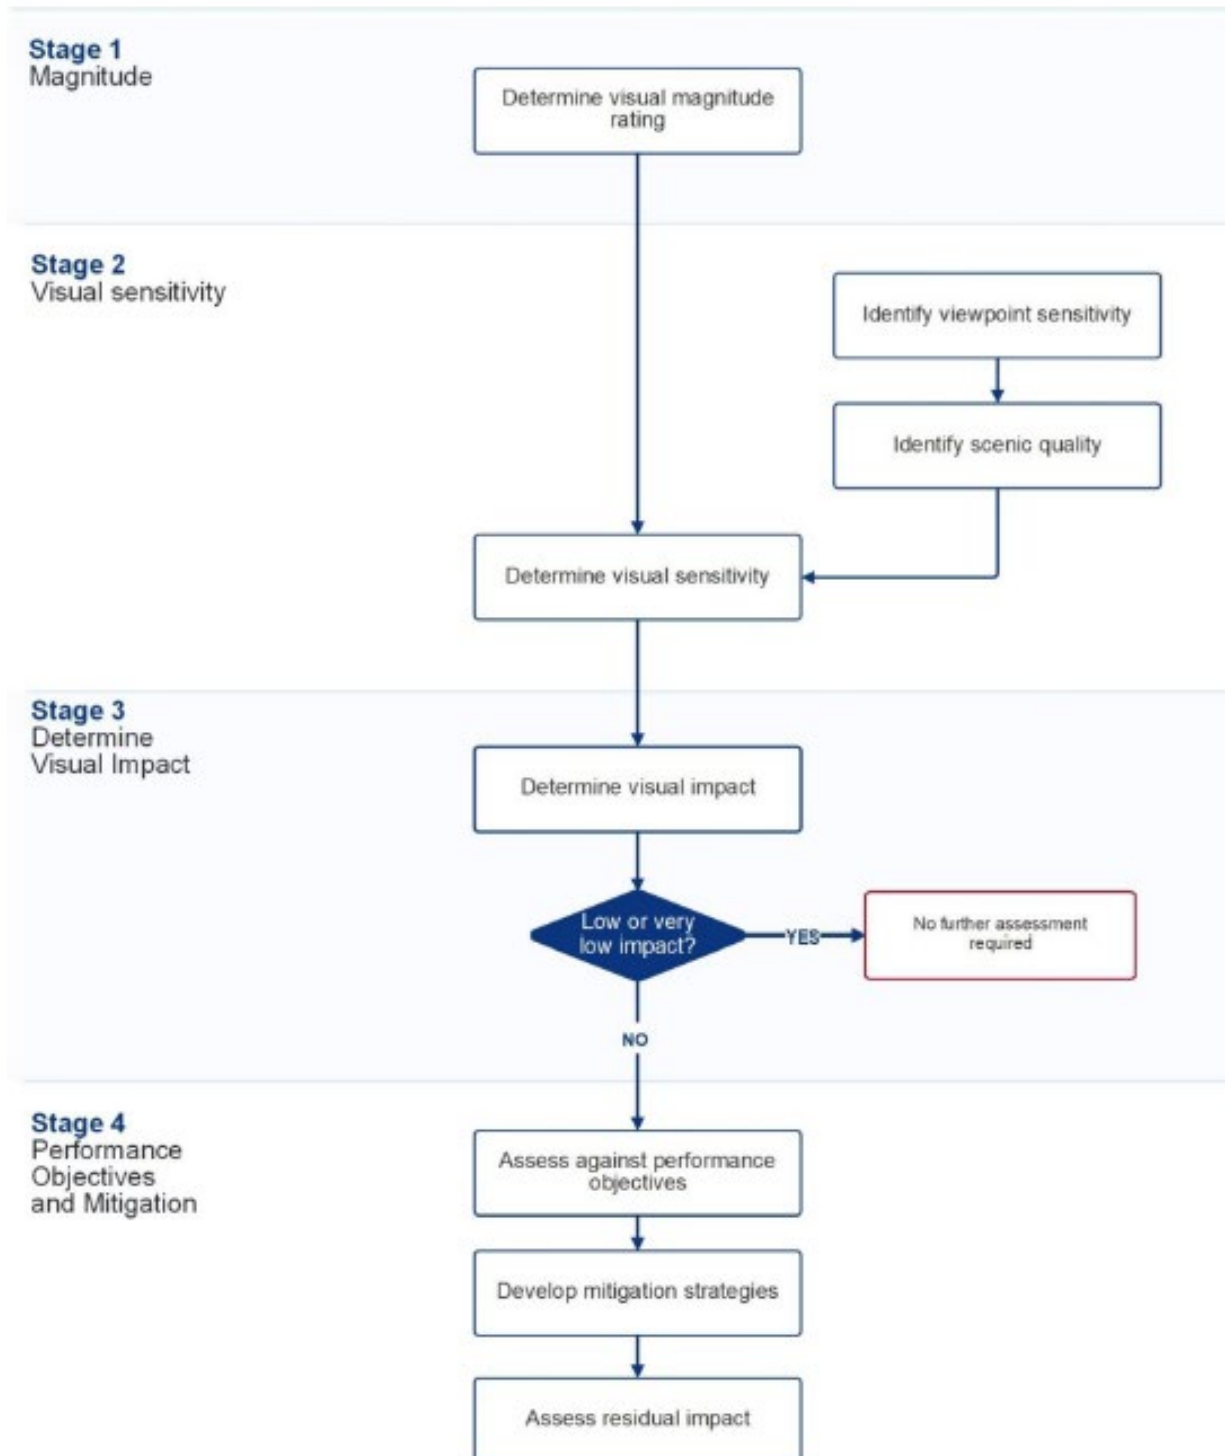 Stage 1
Magnitude
Determine visual magnitude
rating
Stage 2
Visual sensitivity
Identify viewpoint sensitivity
Identify scenic quality
Determine visual sensitivity
Stage 3
Determine
Visual Impact
Determine visual impact
Low or very
low impact?
YES
No further assessment
required
NO
Stage 4
Performance
Objectives
and Mitigation
Assess against performance
objectives
Develop mitigation strategies
Assess residual impact